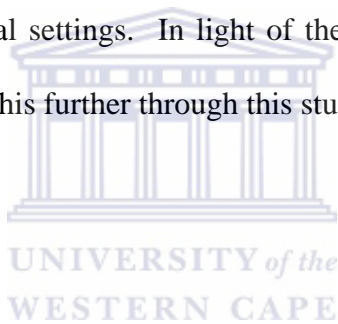 al settings. In light of the
his further through this stu
UNIVERSITY of the
WESTERN CAPE